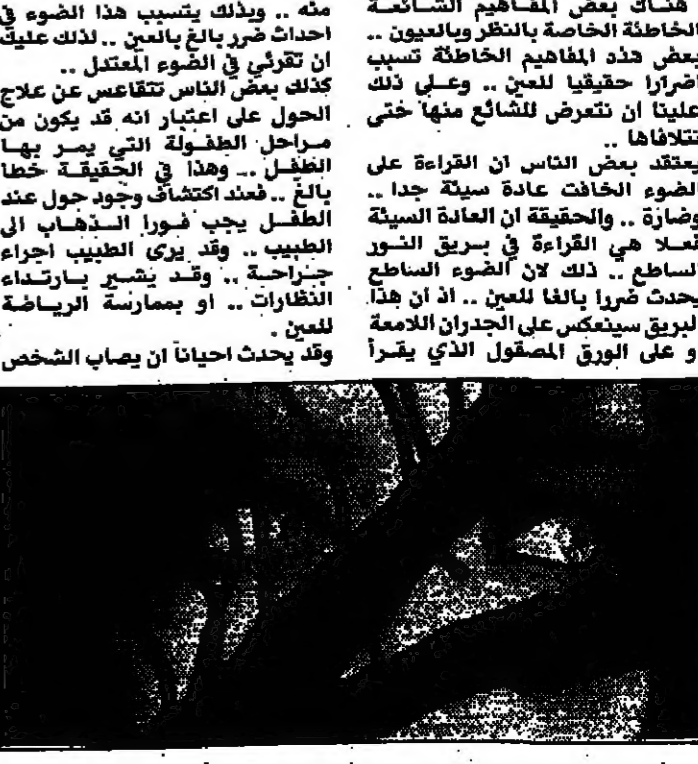 هناك بعض المفاهيم الشائعة
الخاطئة الخاصة بالنظر وبالعيون ..
بعض هذه المفاهيم الخاطئة تسبب
اضرارا حقيقيا للعين .. وعلى ذلك
علينا ان نتعرض للشائع منها حتى
نتلافاها ..
يعتقد بعض الناس ان القراءة على
الضوء الخافت عادة سيئة جدا ..
وضارة .. والحقيقة ان العادة السيئة
فعلا هي القراءة في بريق النور
الساطع .. ذلك لان الضوء الساطع
يحدث ضررا بالغا للعين .. اذ ان هذا
البريق سينعكس على الجدران اللامعة
و على الورق المصقول الذي يقرأ
منه .. وبذلك يتسبب هذا الضوء في
احداث ضرر بالغ بالعين .. لذلك عليك
ان تقرئي في الضوء المعتدل ..
كذلك بعض الناس تتقاعس عن علاج
الحول على اعتبار انه قد يكون من
مراحل الطفولة التي يمر بها
الطفل .. وهذا في الحقيقة خطأ
بالغ .. فعند اكتشاف وجود حول عند
الطفل يجب فورا الذهاب الى
الطبيب .. وقد يرى الطبيب اجراء
جراحة .. وقد يشير بارتداء
النظارات .. او بممارسة الرياضة
للعين .
وقد يحدث احياناً ان يصاب الشخص